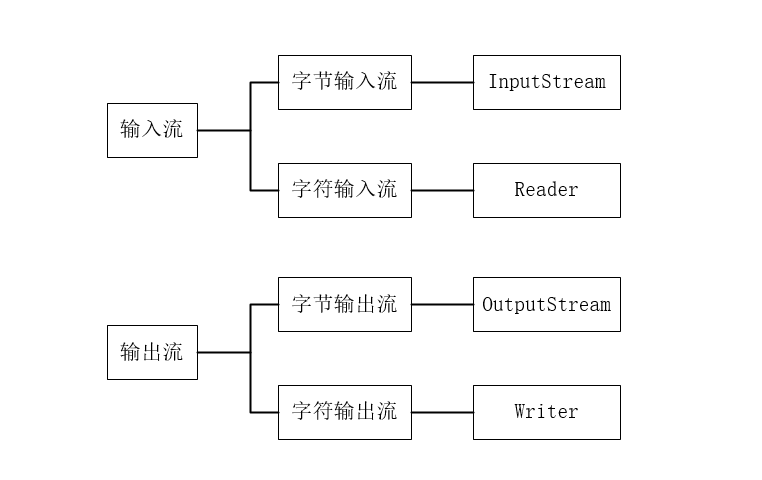 字节输入流
InputStream
输入流
字符输入流
Reader
字节输出流
OutputStream
输出流
字符输出流
Writer